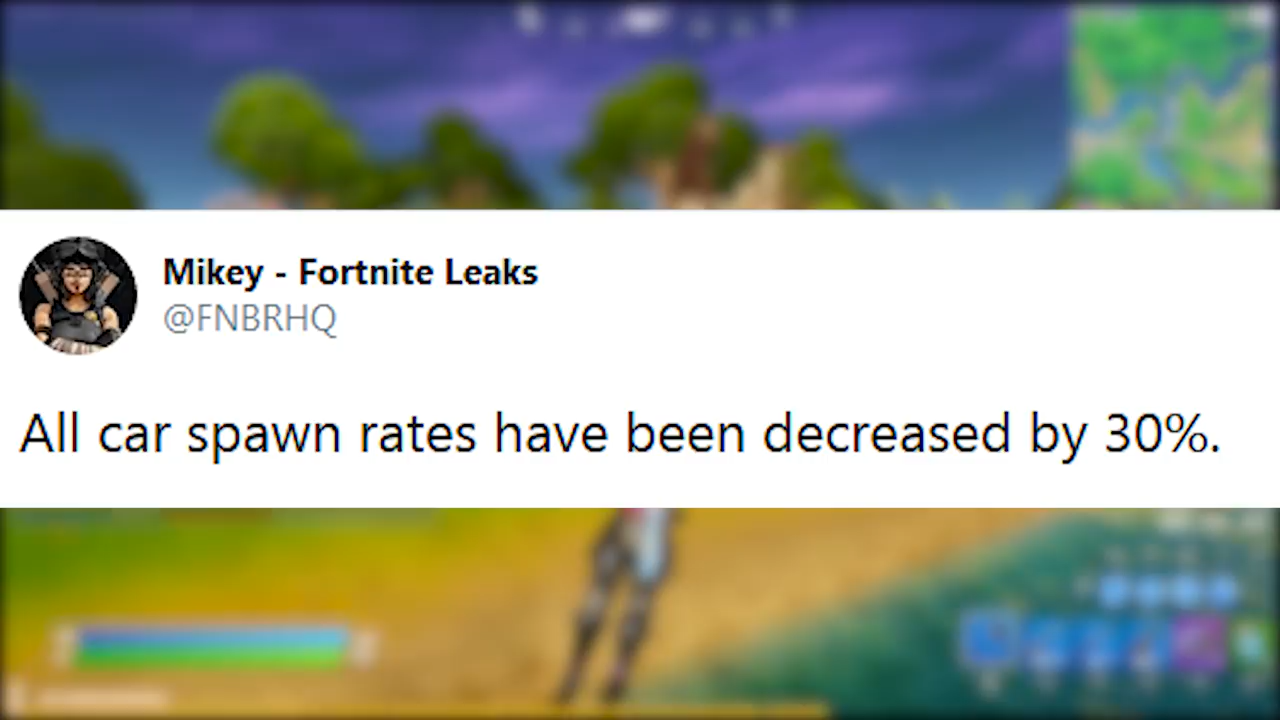 Mikey - Fortnite Leaks
@FNBRHQ
All car spawn rates have been decreased by 30%.